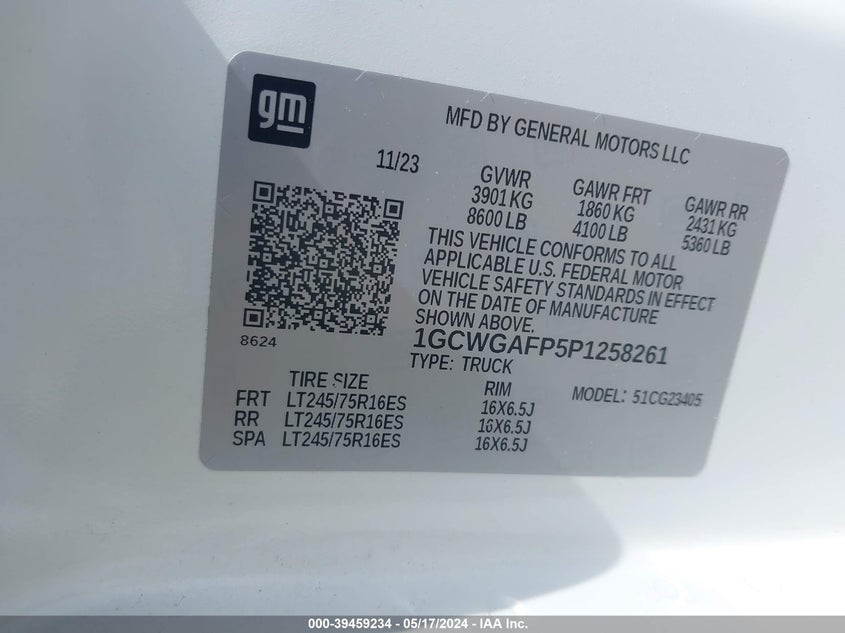 gm
MFD BY GENERAL MOTORS LLC
11/23
GVWR GAWR FRT GAWR RR
3901 KG 1860 KG 2431 KG
8600 LB 4100 LB 5360 LB
THIS VEHICLE CONFORMS TO ALL
APPLICABLE U.S. FEDERAL MOTOR
VEHICLE SAFETY STANDARDS IN EFFECT
ON THE DATE OF MANUFACTURE
SHOWN ABOVE.
8624
1GCWGAFP5P1258261
TYPE: TRUCK
MODEL: 51CG23405
TIRE SIZE RIM
FRT LT245/75R16ES 16X6.5J
RR LT245/75R16ES 16X6.5J
SPA LT245/75R16ES 16X6.5J
000-39459234 - 05/17/2024 - IAA Inc.